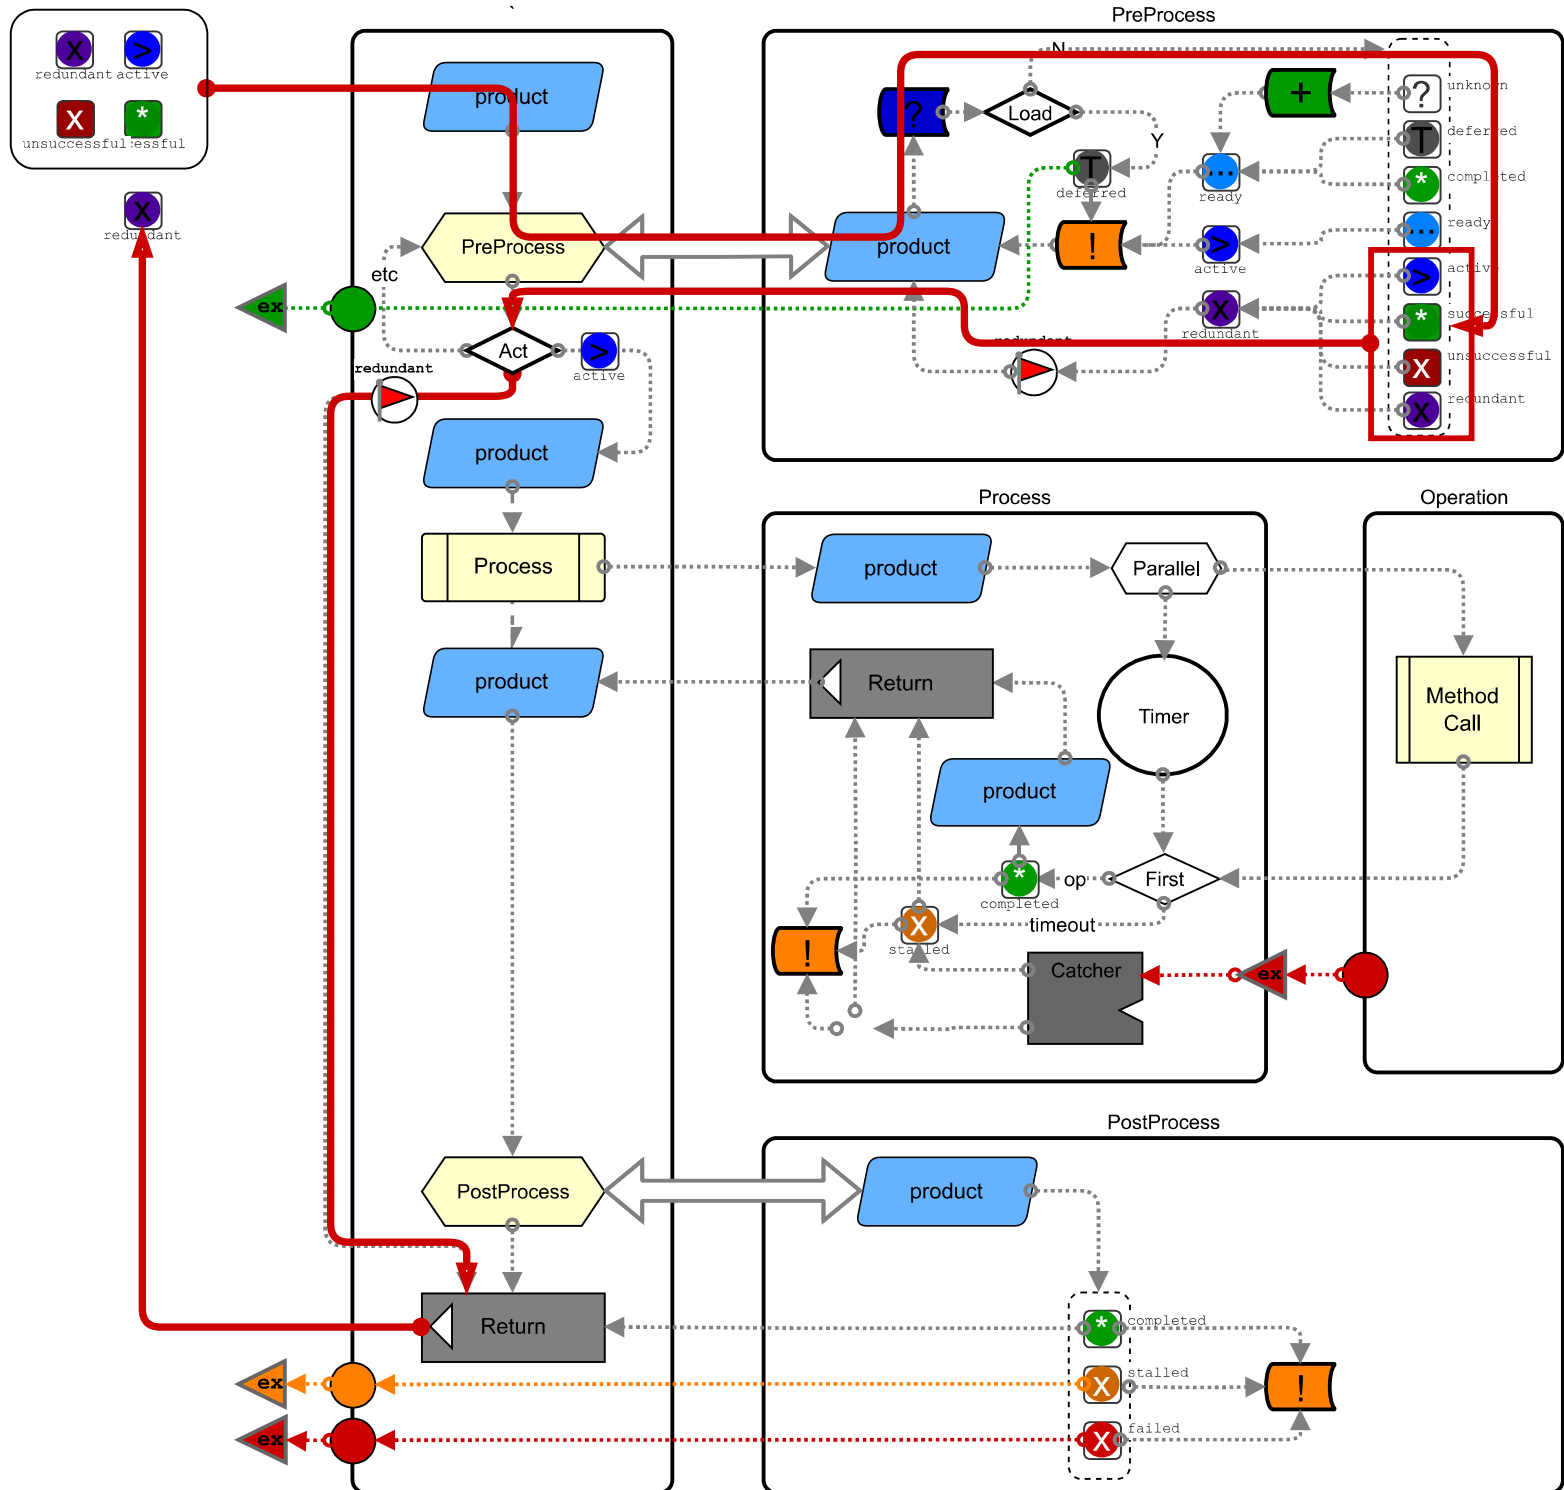 PreProcess
redundant
active
unsuccessful
redundant
product
PreProcess
etc
ex
Act
active
redundant
product
Process
product
PostProcess
Return
ex
ex
N
?
Load
Y
T
deferred
+
...
ready
product
!
>
active
x
redundant
? unknown
T deferred
* completed
... ready
> active
* successful
x unsuccessful
x redundant
Process
product
Parallel
Return
Timer
product
First
op
* completed
timeout
x
stalled
!
Catcher
ex
Operation
Method
Call
PostProcess
product
* completed
x stalled
x failed
!